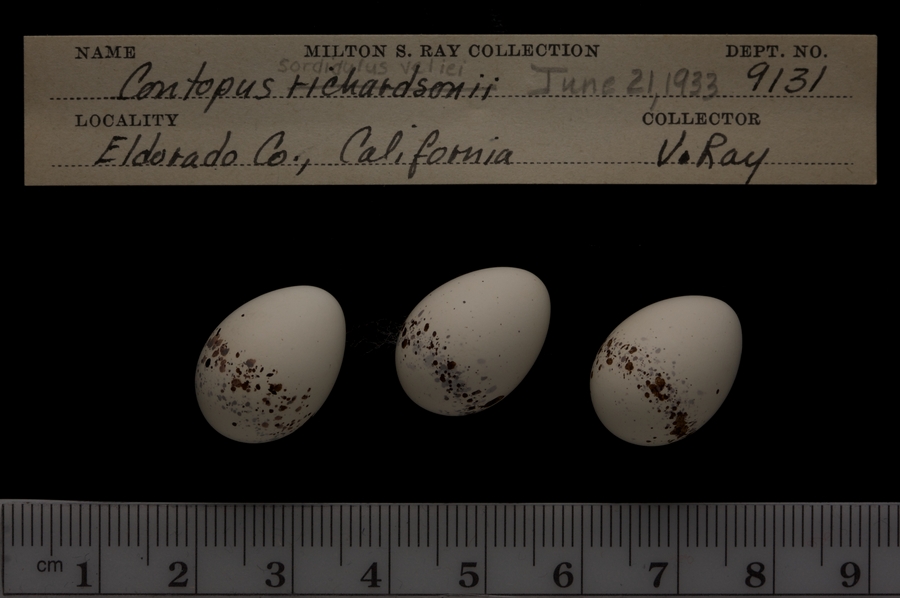 NAME MILTON S. RAY COLLECTION DEPT. NO.
sordidulus veliei
Contopus richardsonii June 21, 1933 9131
LOCALITY COLLECTOR
Eldorado Co., California V. Ray
cm 1 2 3 4 5 6 7 8 9